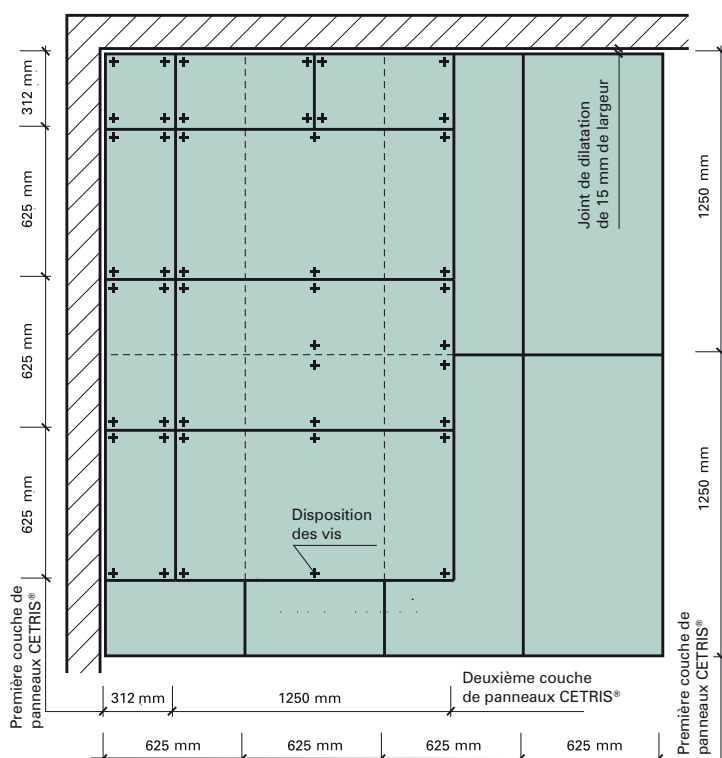 312 mm
625 mm
625 mm
625 mm
Première couche de
panneaux CETRIS®
Joint de dilatation
de 15 mm de largeur
1250 mm
1250 mm
Disposition
des vis
312 mm
1250 mm
Deuxième couche
de panneaux CETRIS®
Première couche de
panneaux CETRIS®
625 mm
625 mm
625 mm
625 mm